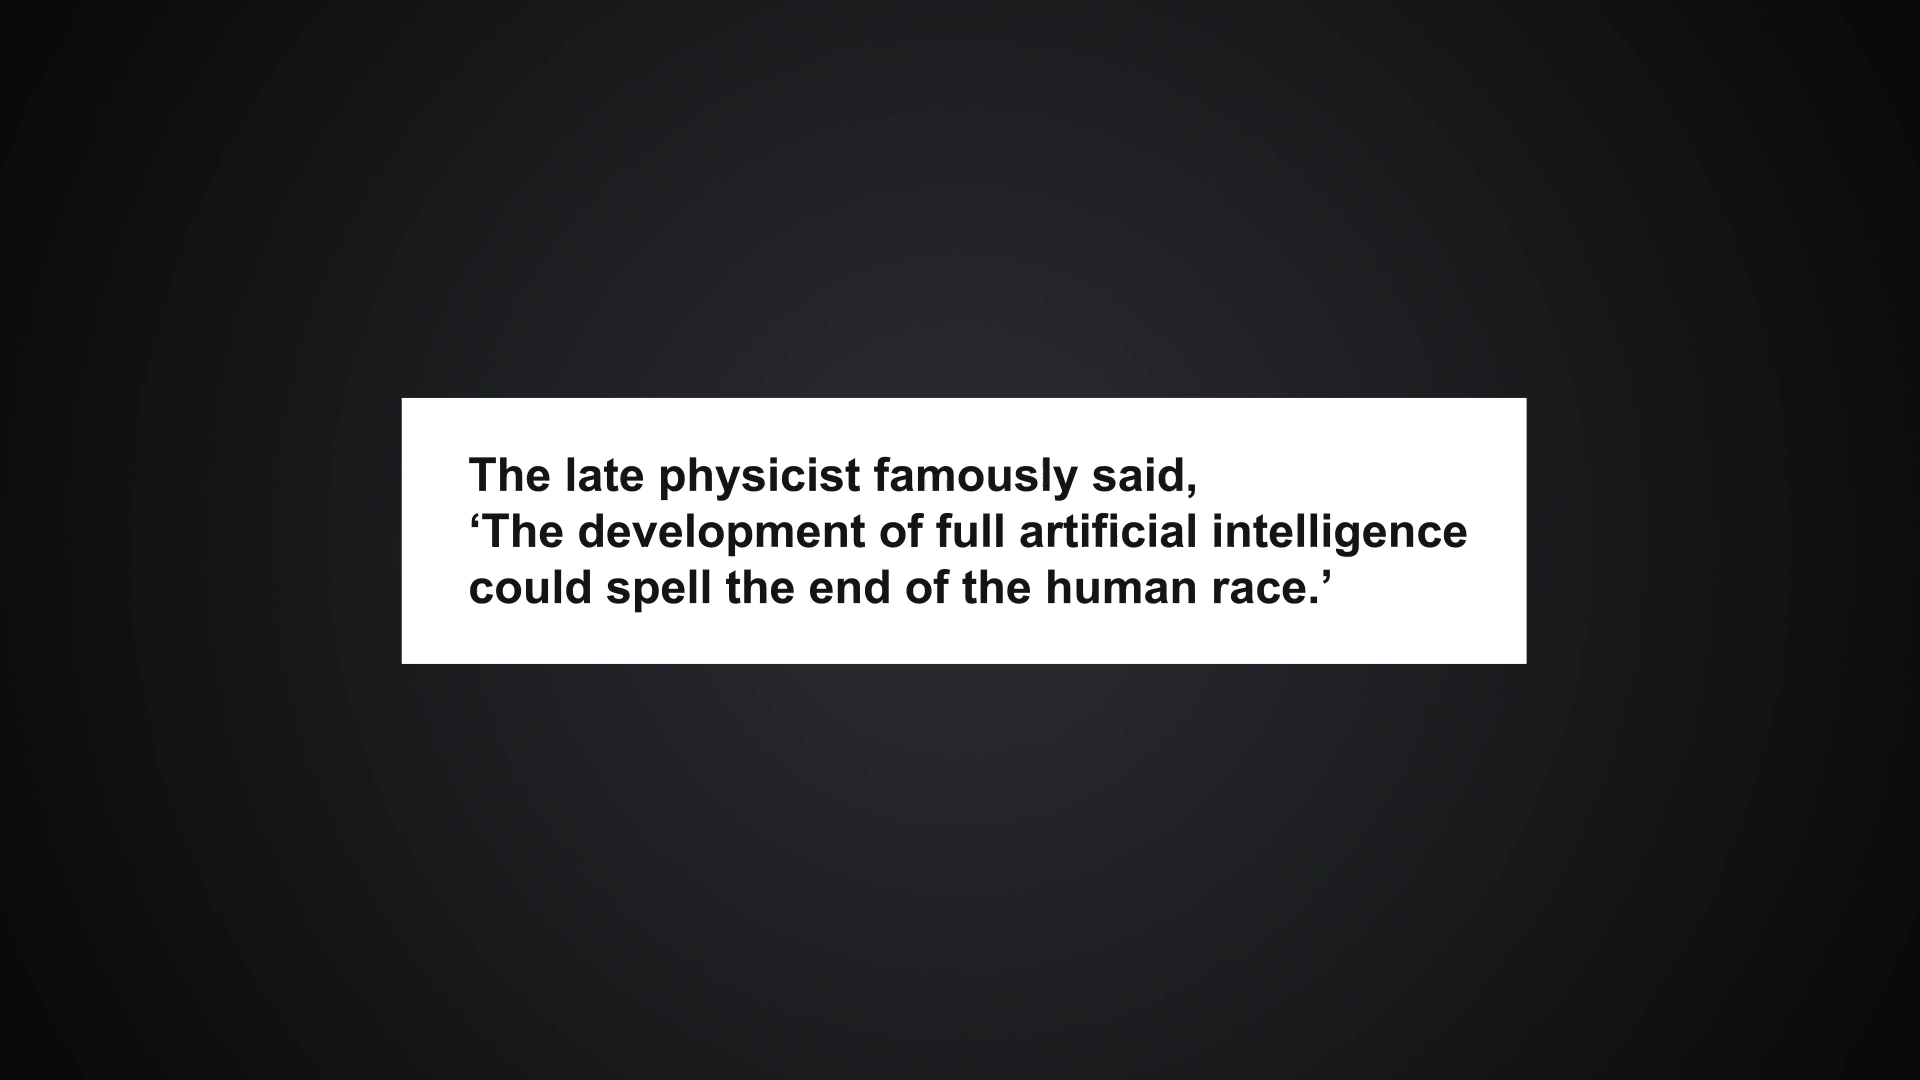 The late physicist famously said,
‘The development of full artificial intelligence
could spell the end of the human race.’